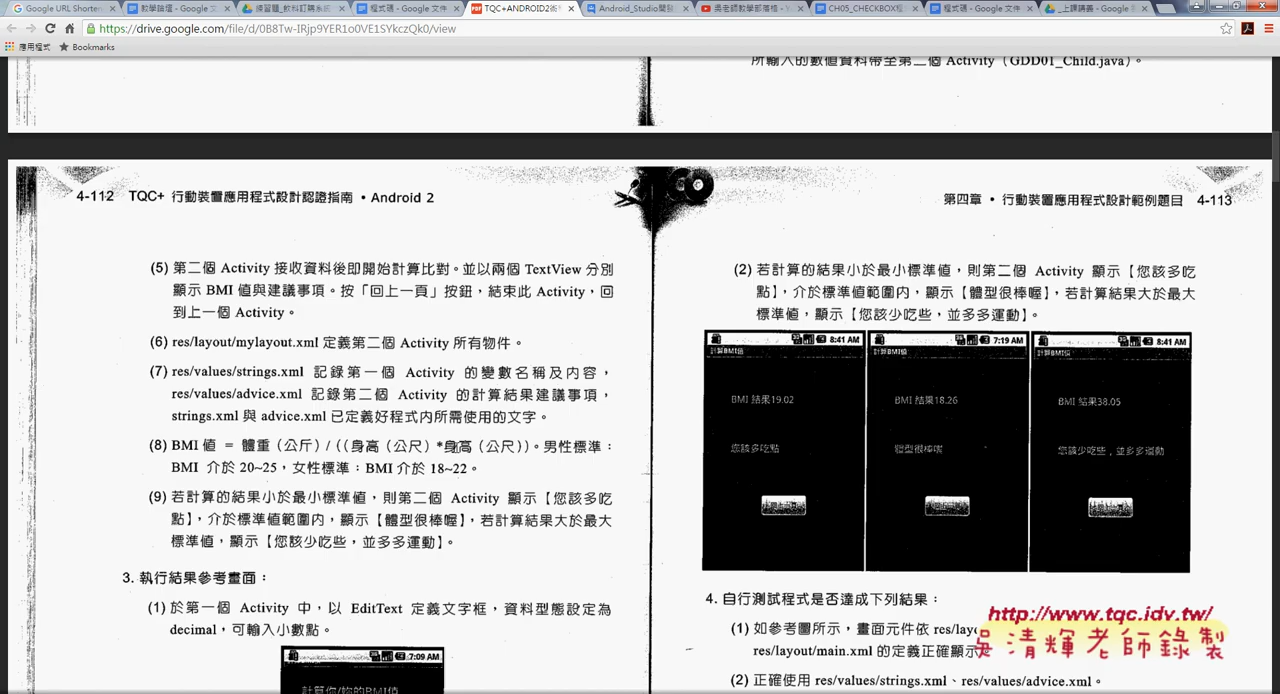 Google URL Shorten
教學論壇 - Google 文件
練習題_飲料訂購系統
程式碼 - Google 文件
TQC+ANDROID2術科
Android_Studio開發
吳老師教學部落格 - Y
CH05_CHECKBOX程
程式碼 - Google 文件
_上課講義 - Google
https://drive.google.com/file/d/0B8Tw-IRjp9YER1o0VE1SYkczQk0/view
應用程式 Bookmarks
所輸入的數值資料帶至第二個 Activity（GDD01_Child.java）。
4-112 TQC+ 行動裝置應用程式設計認證指南 • Android 2
(5) 第二個 Activity 接收資料後即開始計算比對。並以兩個 TextView 分別
顯示 BMI 值與建議事項。按「回上一頁」按鈕，結束此 Activity，回
到上一個 Activity。
(6) res/layout/mylayout.xml 定義第二個 Activity 所有物件。
(7) res/values/strings.xml 記錄第一個 Activity 的變數名稱及內容，
res/values/advice.xml 記錄第二個 Activity 的計算結果建議事項，
strings.xml 與 advice.xml 已定義好程式內所需使用的文字。
(8) BMI 值 = 體重（公斤）/（(身高（公尺）*身高（公尺））。男性標準：
BMI 介於 20~25，女性標準：BMI 介於 18~22。
(9) 若計算的結果小於最小標準值，則第二個 Activity 顯示【您該多吃
點】，介於標準值範圍內，顯示【體型很棒喔】，若計算結果大於最大
標準值，顯示【您該少吃些，並多多運動】。
3. 執行結果參考畫面：
(1) 於第一個 Activity 中，以 EditText 定義文字框，資料型態設定為
decimal，可輸入小數點。
7:09 AM
計算你/妳的BMI值
第四章 • 行動裝置應用程式設計範例題目 4-113
(2) 若計算的結果小於最小標準值，則第二個 Activity 顯示【您該多吃
點】，介於標準值範圍內，顯示【體型很棒喔】，若計算結果大於最大
標準值，顯示【您該少吃些，並多多運動】。
8:41 AM
計算BMI值
BMI 結果19.02
您該多吃點
7:19 AM
計算BMI值
BMI 結果18.26
體型很棒喔
8:41 AM
計算BMI值
BMI 結果38.05
您該少吃些，並多多運動
4. 自行測試程式是否達成下列結果：
(1) 如參考圖所示，畫面元件依 res/layo
res/layout/main.xml 的定義正確顯示
(2) 正確使用 res/values/strings.xml、res/values/advice.xml。
http://www.tqc.idv.tw/
吳清輝老師錄製